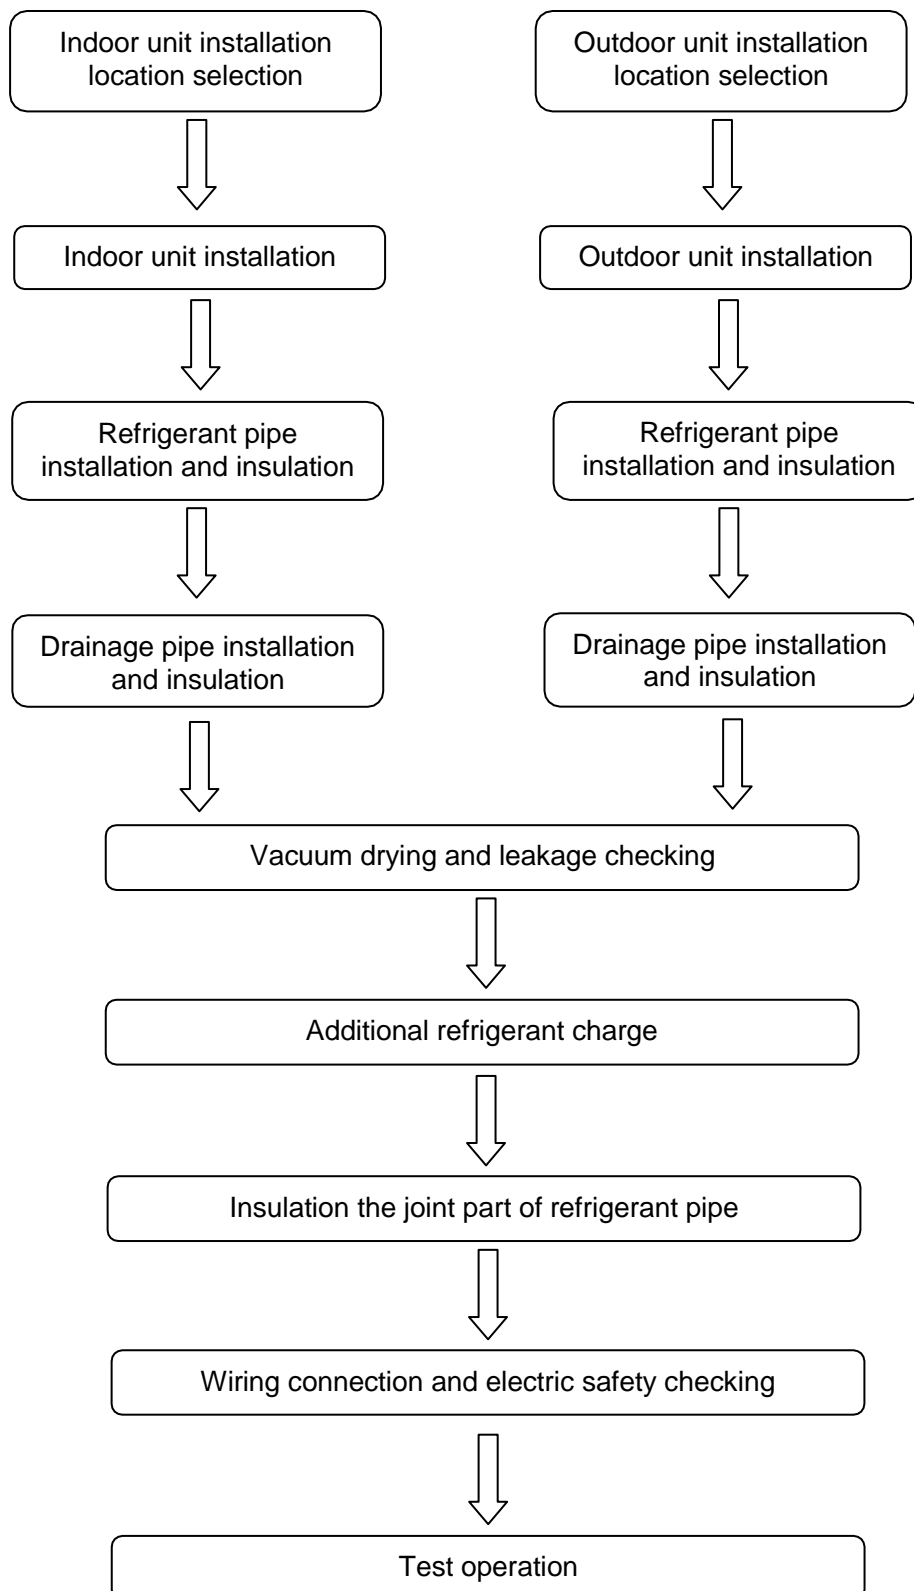 Indoor unit installation
location selection
Outdoor unit installation
location selection
Indoor unit installation
Outdoor unit installation
Refrigerant pipe
installation and insulation
Refrigerant pipe
installation and insulation
Drainage pipe installation
and insulation
Drainage pipe installation
and insulation
Vacuum drying and leakage checking
Additional refrigerant charge
Insulation the joint part of refrigerant pipe
Wiring connection and electric safety checking
Test operation